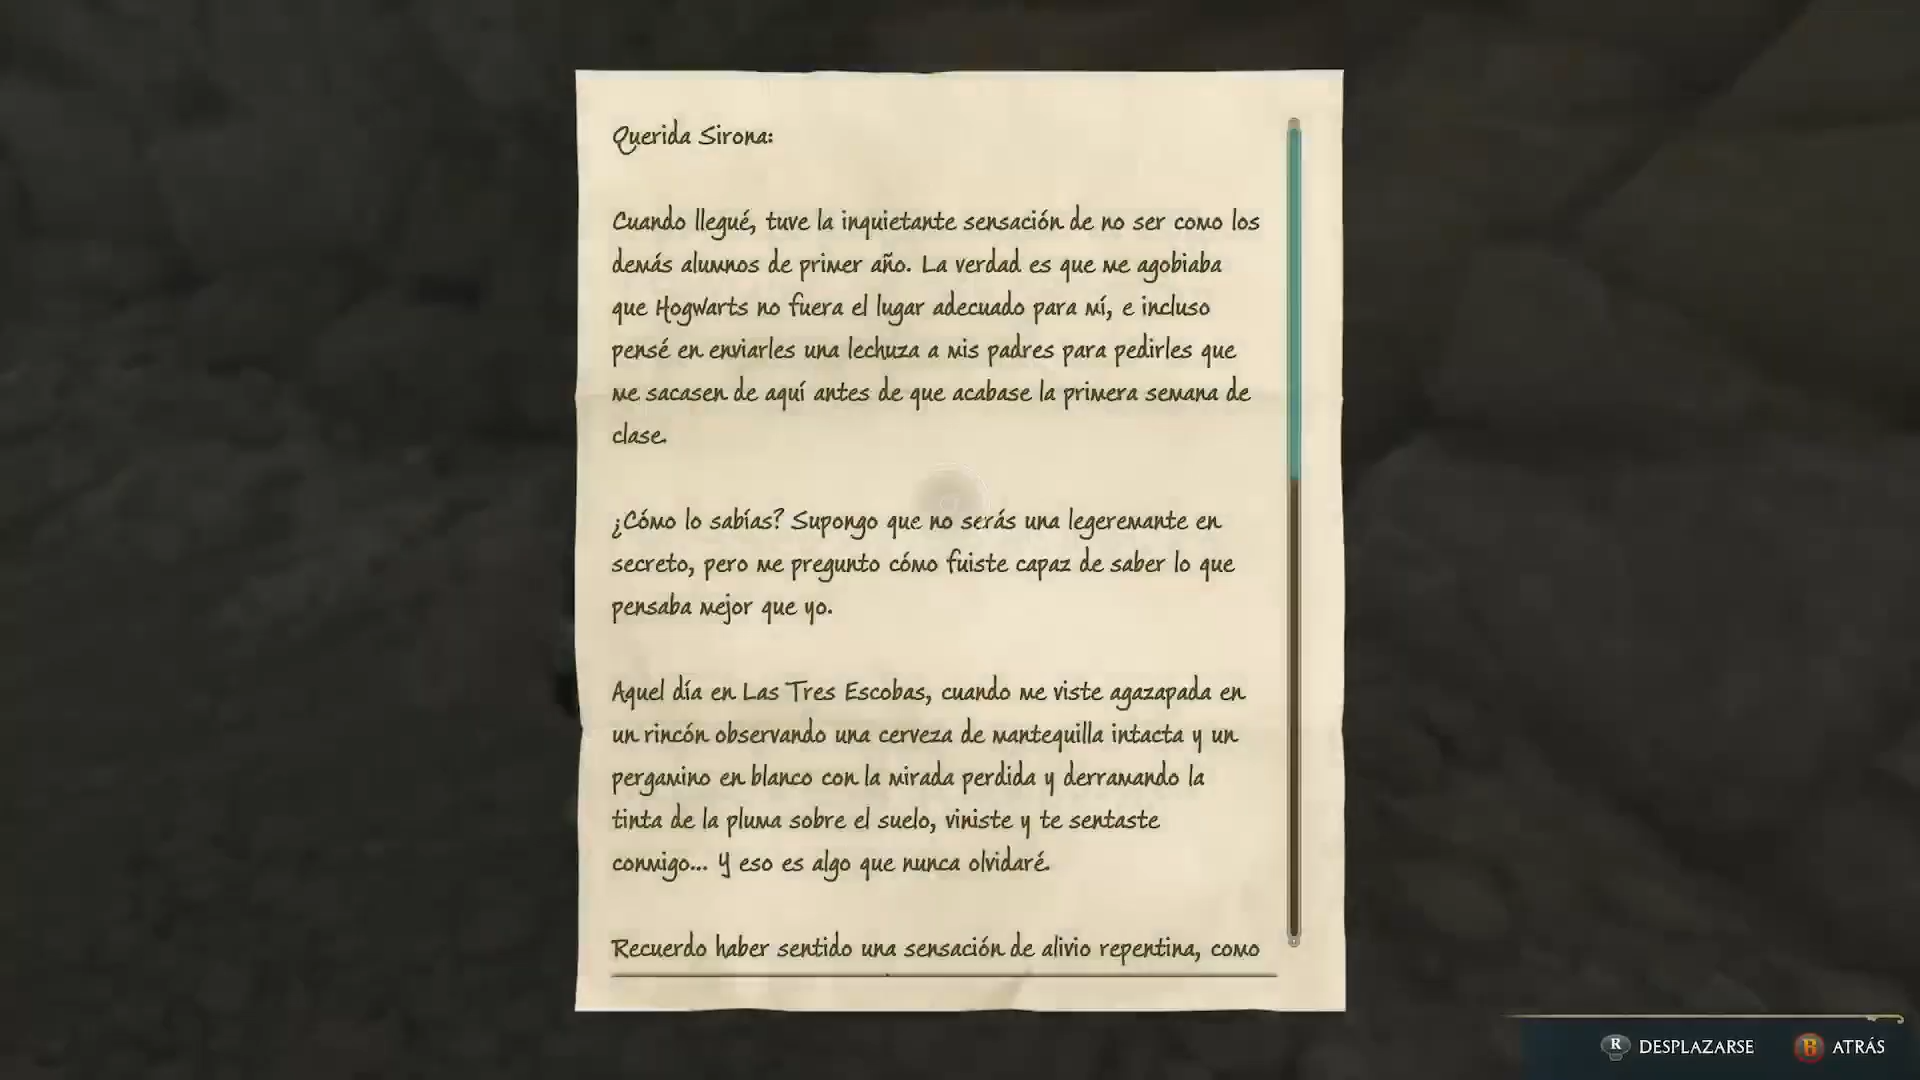 Querida Sirona:
Cuando llegué, tuve la inquietante sensación de no ser como los
demás alumnos de primer año. La verdad es que me agobiaba
que Hogwarts no fuera el lugar adecuado para mí, e incluso
pensé en enviarles una lechuza a mis padres para pedirles que
me sacasen de aquí antes de que acabase la primera semana de
clase.
¿Cómo lo sabías? Supongo que no serás una legeremante en
secreto, pero me pregunto cómo fuiste capaz de saber lo que
pensaba mejor que yo.
Aquel día en Las Tres Escobas, cuando me viste agazapada en
un rincón observando una cerveza de mantequilla intacta y un
pergamino en blanco con la mirada perdida y derramando la
tinta de la pluma sobre el suelo, viniste y te sentaste
conmigo... Y eso es algo que nunca olvidaré.
Recuerdo haber sentido una sensación de alivio repentina, como
R DESPLAZARSE B ATRÁS